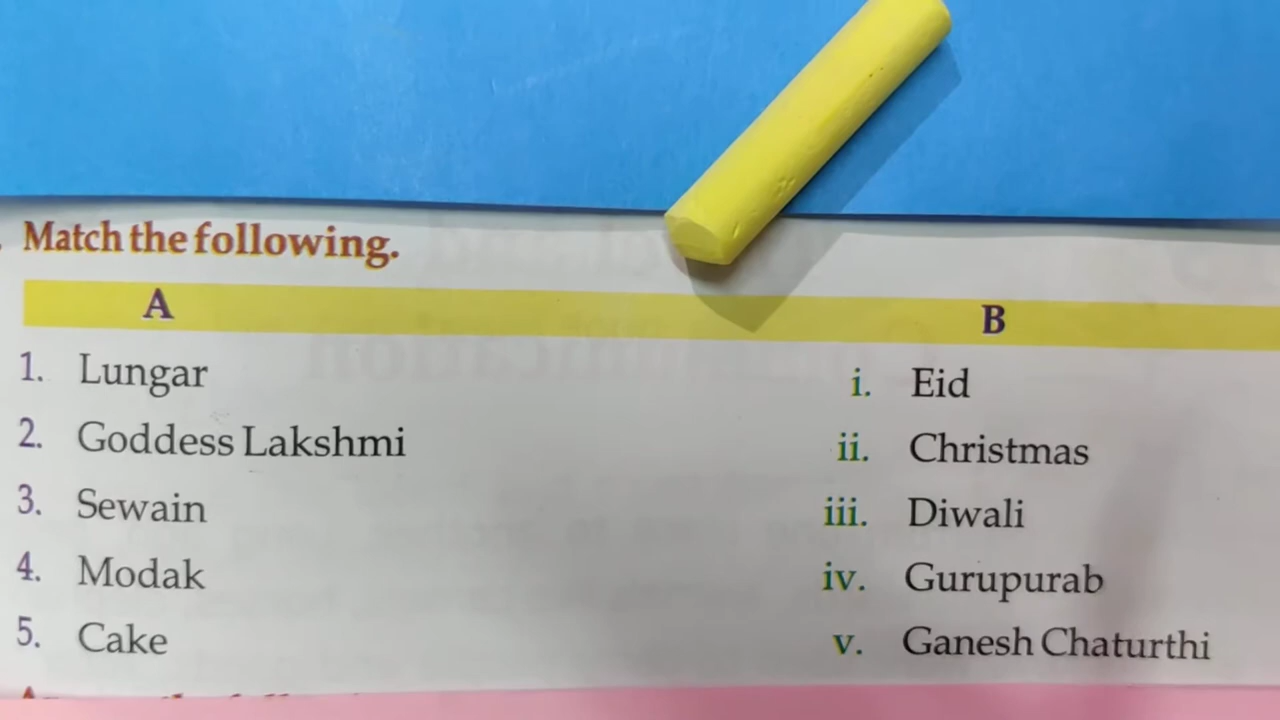 Match the following.
A B
1. Lungar i. Eid
2. Goddess Lakshmi ii. Christmas
3. Sewain iii. Diwali
4. Modak iv. Gurupurab
5. Cake v. Ganesh Chaturthi